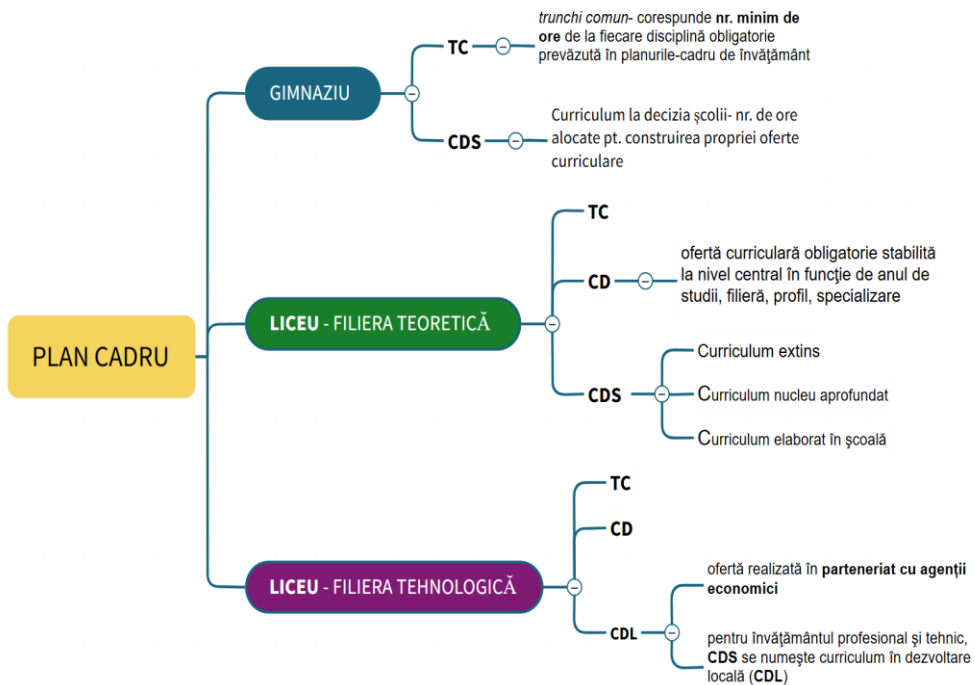 PLAN CADRU
GIMNAZIU
TC
trunchi comun- corespunde nr. minim de
ore de la fiecare disciplină obligatorie
prevăzută în planurile-cadru de învățământ
CDS
Curriculum la decizia școlii- nr. de ore
alocate pt. construirea propriei oferte
curriculare
LICEU - FILIERA TEORETICĂ
TC
CD
ofertă curriculară obligatorie stabilită
la nivel central în funcţie de anul de
studii, filieră, profil, specializare
CDS
Curriculum extins
Curriculum nucleu aprofundat
Curriculum elaborat în şcoală
LICEU - FILIERA TEHNOLOGICĂ
TC
CD
CDL
ofertă realizată în parteneriat cu agenţii
economici
pentru învăţământul profesional şi tehnic,
CDS se numeşte curriculum în dezvoltare
locală (CDL)